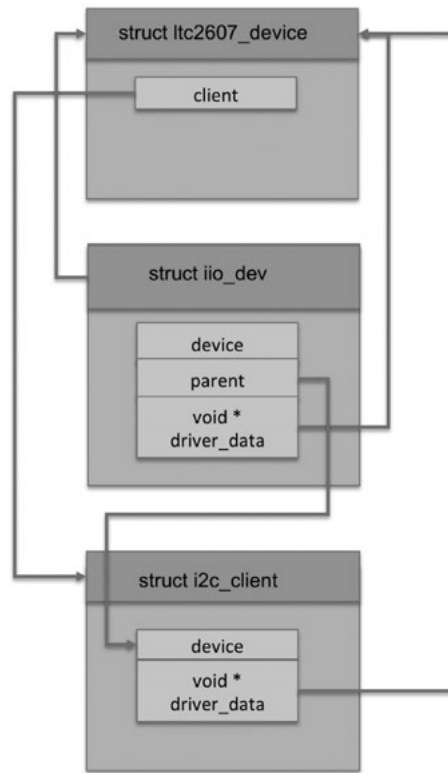 struct ltc2607_device
client
struct iio_dev
device
parent
void *
driver_data
struct i2c_client
device
void *
driver_data